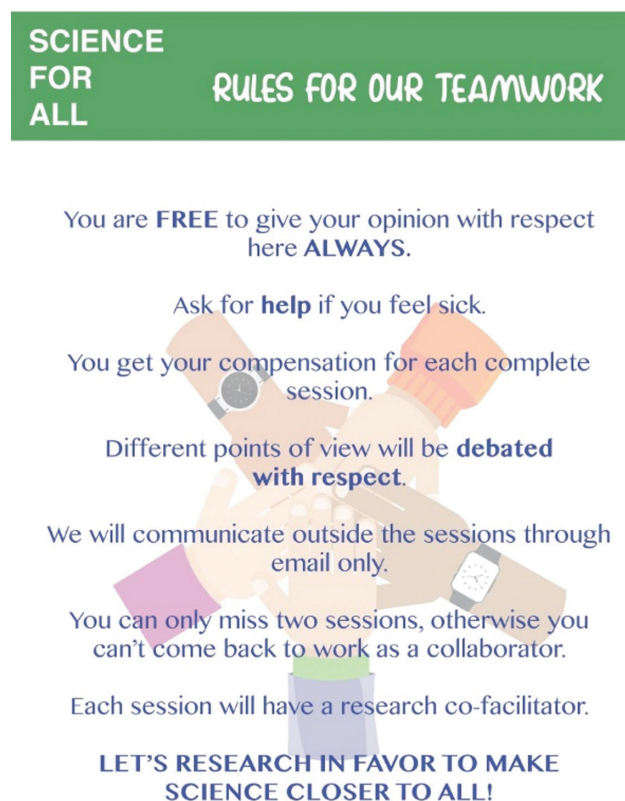 SCIENCE
FOR
ALL
RULES FOR OUR TEAMWORK
You are FREE to give your opinion with respect
here ALWAYS.
Ask for help if you feel sick.
You get your compensation for each complete
session.
Different points of view will be debated
with respect.
We will communicate outside the sessions through
email only.
You can only miss two sessions, otherwise you
can't come back to work as a collaborator.
Each session will have a research co-facilitator.
LET'S RESEARCH IN FAVOR TO MAKE
SCIENCE CLOSER TO ALL!